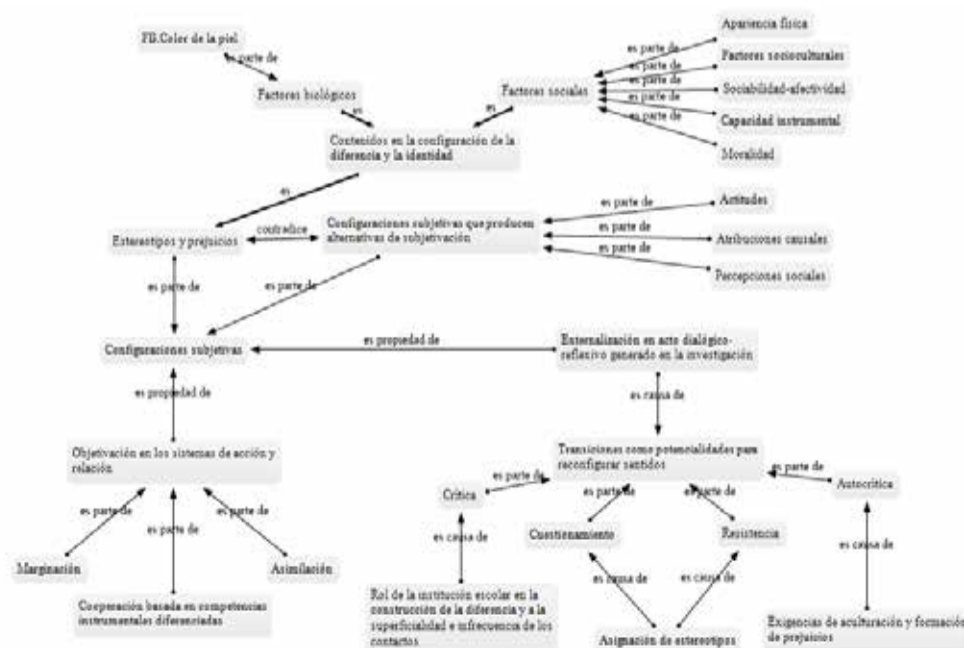 Apariencia física
FB.Color de la piel
es parte de
es parte de
Factores socioculturales
es parte de
Factores biológicos
Factores sociales
es parte de
Sociabilidad-afectividad
es parte de
Capacidad instrumental
es parte de
es
es
Contenidos en la configuración de la
diferencia y la identidad
Moralidad
es
Actitudes
es parte de
Configuraciones subjetivas que producen
alternativas de subjetivación
contradice
Estereotipos y prejuicios
es parte de
Atribuciones causales
es parte de
Percepciones sociales
es parte de
es parte de
Externalización en acto dialógico-
reflexivo generado en la investigación
es propiedad de
Configuraciones subjetivas
es propiedad de
es causa de
Objetivación en los sistemas de acción y
relación
Transiciones como potencialidades para
reconfigurar sentidos
es parte de
es parte de
Autocrítica
Crítica
es parte de
es parte de
es parte de
es parte de
es parte de
Cuestionamiento
Resistencia
es causa de
es causa de
Marginación
Asimilación
es causa de
es causa de
Cooperación basada en competencias
instrumentales diferenciadas
Rol de la institución escolar en la
construcción de la diferencia y a la
superficialidad e infrecuencia de los
contactos
Asignación de estereotipos
Exigencias de aculturación y formación
de prejuicios